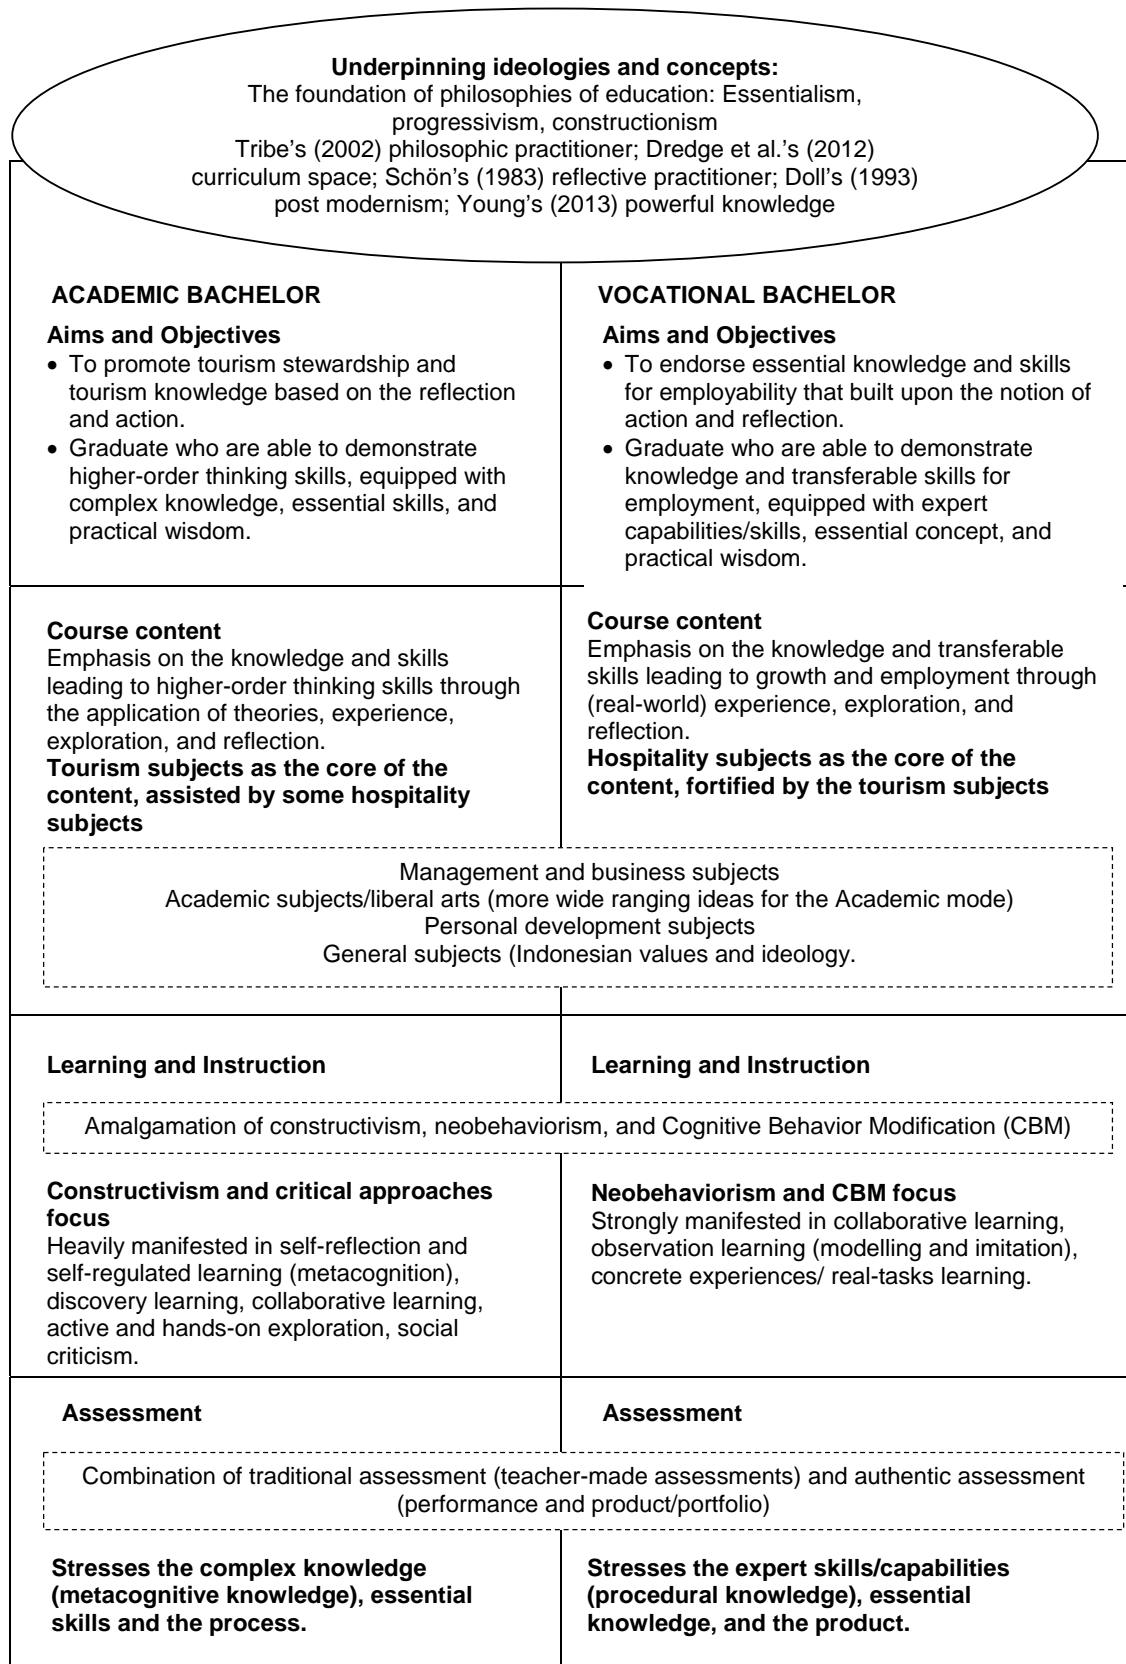 Underpinning ideologies and concepts:
The foundation of philosophies of education: Essentialism,
progressivism, constructionism
Tribe's (2002) philosophic practitioner; Dredge et al.'s (2012)
curriculum space; Schön's (1983) reflective practitioner; Doll's (1993)
post modernism; Young's (2013) powerful knowledge
ACADEMIC BACHELOR
Aims and Objectives
• To promote tourism stewardship and
tourism knowledge based on the reflection
and action.
• Graduate who are able to demonstrate
higher-order thinking skills, equipped with
complex knowledge, essential skills, and
practical wisdom.
VOCATIONAL BACHELOR
Aims and Objectives
• To endorse essential knowledge and skills
for employability that built upon the notion of
action and reflection.
• Graduate who are able to demonstrate
knowledge and transferable skills for
employment, equipped with expert
capabilities/skills, essential concept, and
practical wisdom.
Course content
Emphasis on the knowledge and skills
leading to higher-order thinking skills through
the application of theories, experience,
exploration, and reflection.
Tourism subjects as the core of the
content, assisted by some hospitality
subjects
Course content
Emphasis on the knowledge and transferable
skills leading to growth and employment through
(real-world) experience, exploration, and
reflection.
Hospitality subjects as the core of the
content, fortified by the tourism subjects
Management and business subjects
Academic subjects/liberal arts (more wide ranging ideas for the Academic mode)
Personal development subjects
General subjects (Indonesian values and ideology.
Learning and Instruction
Learning and Instruction
Amalgamation of constructivism, neobehaviorism, and Cognitive Behavior Modification (CBM)
Constructivism and critical approaches
focus
Heavily manifested in self-reflection and
self-regulated learning (metacognition),
discovery learning, collaborative learning,
active and hands-on exploration, social
criticism.
Neobehaviorism and CBM focus
Strongly manifested in collaborative learning,
observation learning (modelling and imitation),
concrete experiences/ real-tasks learning.
Assessment
Assessment
Combination of traditional assessment (teacher-made assessments) and authentic assessment
(performance and product/portfolio)
Stresses the complex knowledge
(metacognitive knowledge), essential
skills and the process.
Stresses the expert skills/capabilities
(procedural knowledge), essential
knowledge, and the product.